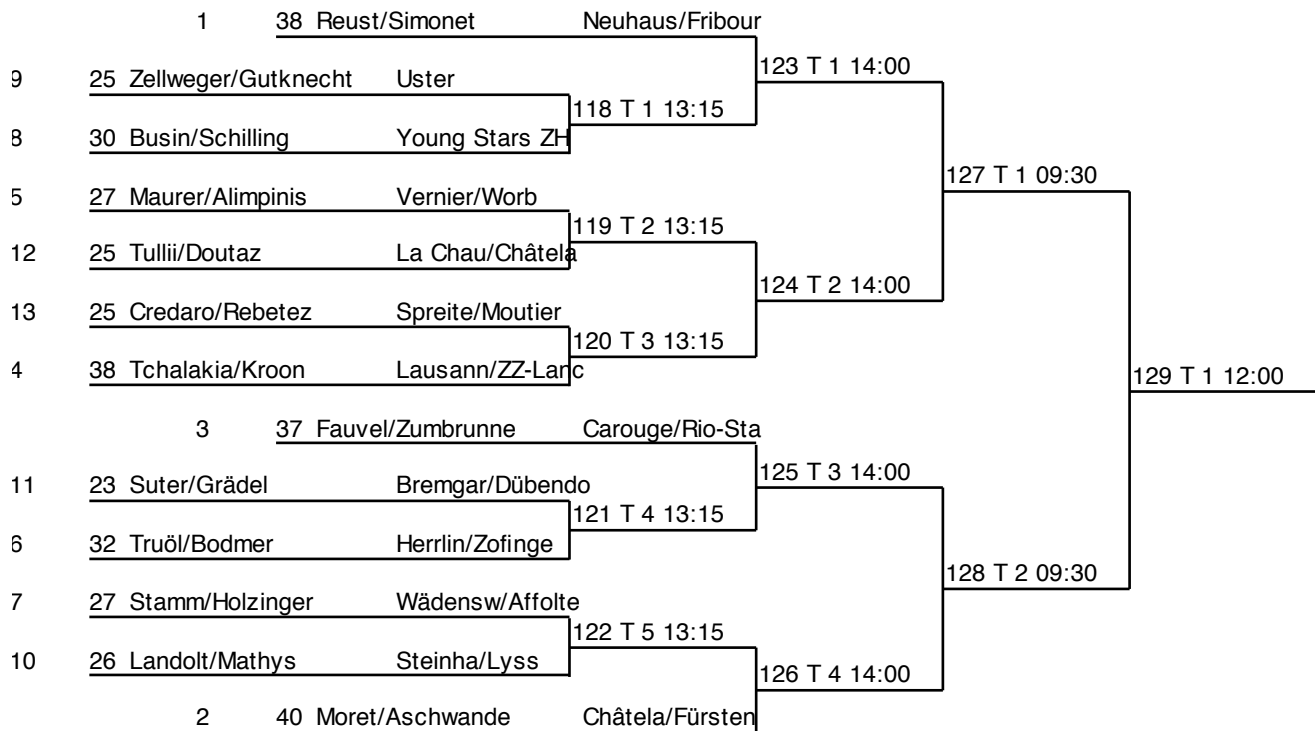 1 38 Reust/Simonet Neuhaus/Fribour
123 T 1 14:00
9 25 Zellweger/Gutknecht Uster
118 T 1 13:15
8 30 Busin/Schilling Young Stars ZH
127 T 1 09:30
5 27 Maurer/Alimpinis Vernier/Worb
119 T 2 13:15
12 25 Tullii/Doutaz La Chau/Châtela
124 T 2 14:00
13 25 Credaro/Rebetez Spreite/Moutier
120 T 3 13:15
4 38 Tchalakia/Kroon Lausann/ZZ-Lanc
129 T 1 12:00
3 37 Fauvel/Zumbrunne Carouge/Rio-Sta
125 T 3 14:00
11 23 Suter/Grädel Bremgar/Dübendo
121 T 4 13:15
6 32 Truöl/Bodmer Herrlin/Zofinge
128 T 2 09:30
7 27 Stamm/Holzinger Wädensw/Affolte
122 T 5 13:15
10 26 Landolt/Mathys Steinha/Lyss
126 T 4 14:00
2 40 Moret/Aschwande Châtela/Fürsten